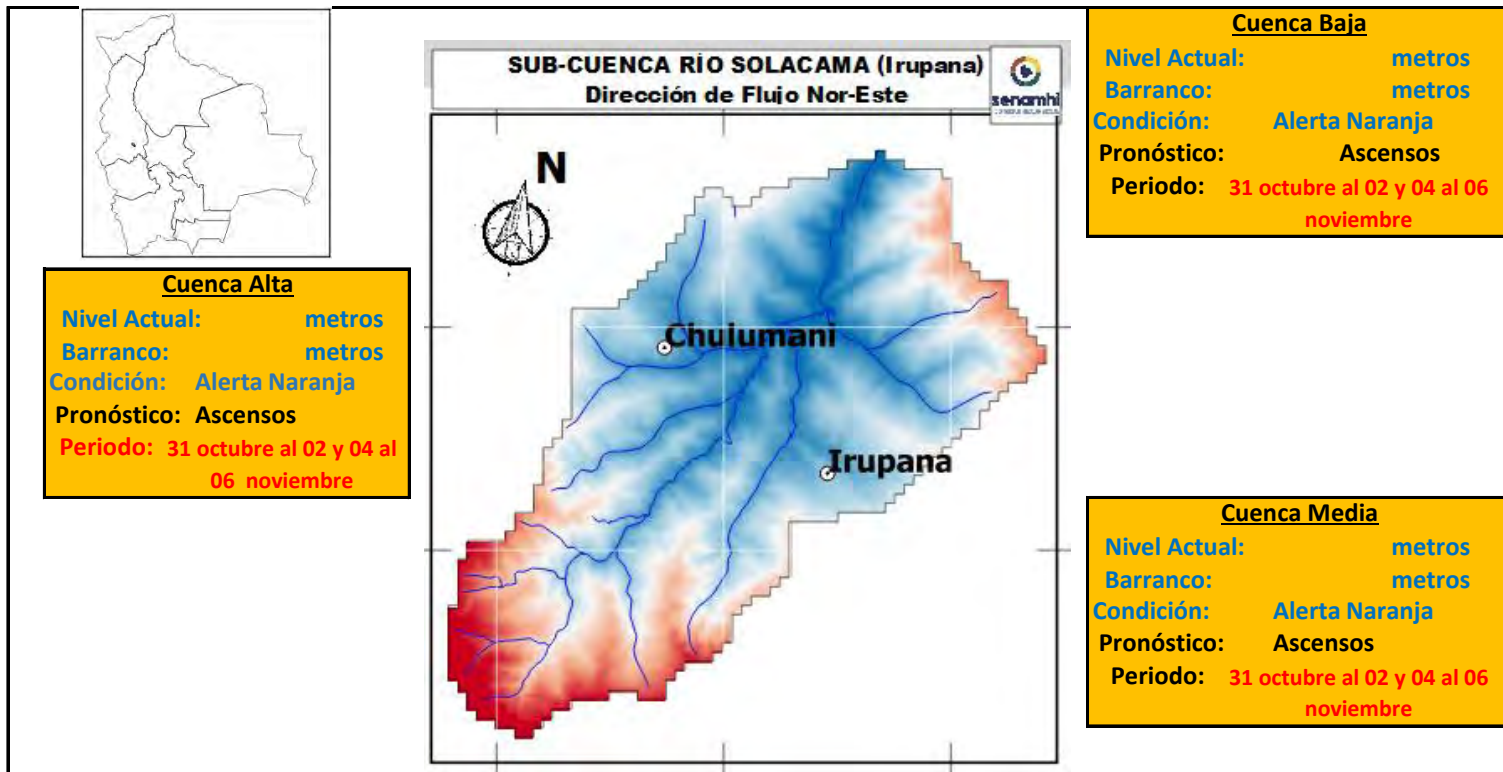 SUB-CUENCA RÍO SOLACAMA (Irupana)
Dirección de Flujo Nor-Este
senamhi
N
Chulumani
Irupana
Cuenca Alta
Nivel Actual: metros
Barranco: metros
Condición: Alerta Naranja
Pronóstico: Ascensos
Periodo: 31 octubre al 02 y 04 al
06 noviembre
Cuenca Baja
Nivel Actual: metros
Barranco: metros
Condición: Alerta Naranja
Pronóstico: Ascensos
Periodo: 31 octubre al 02 y 04 al 06
noviembre
Cuenca Media
Nivel Actual: metros
Barranco: metros
Condición: Alerta Naranja
Pronóstico: Ascensos
Periodo: 31 octubre al 02 y 04 al 06
noviembre